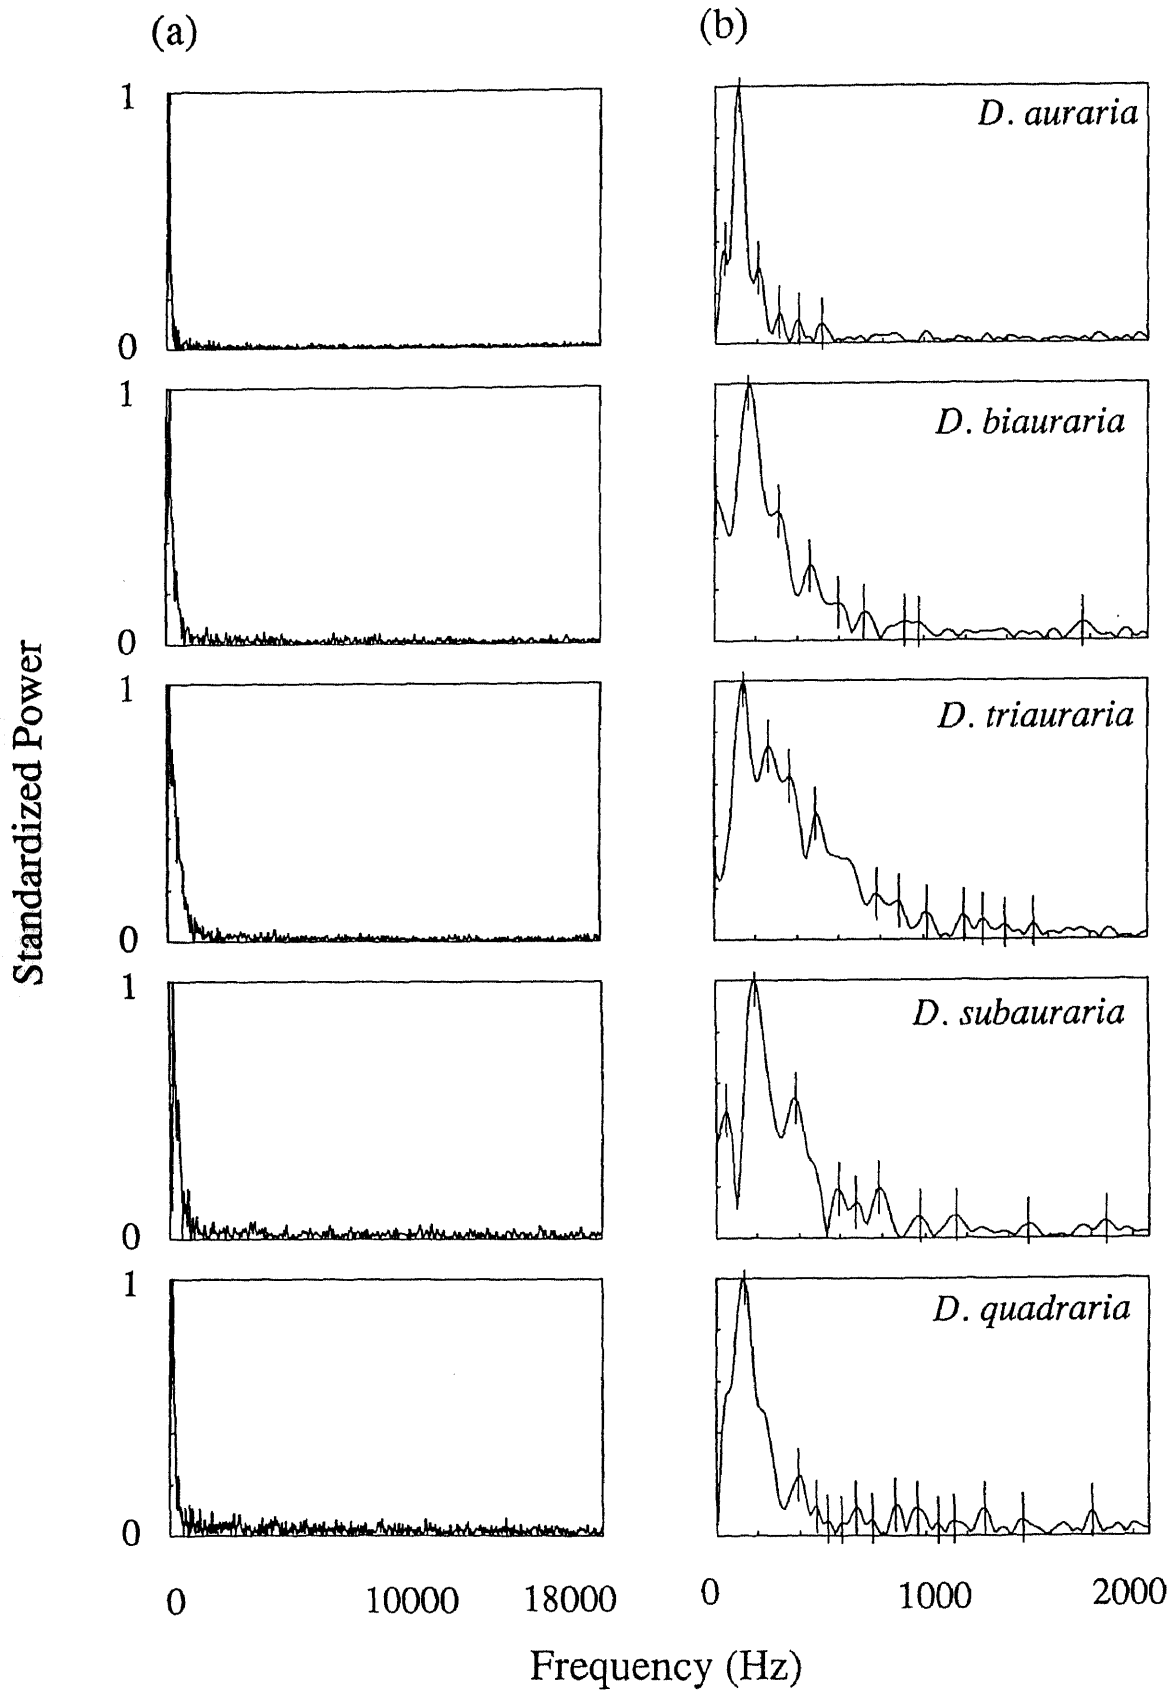 (a)
(b)
1
0
D. auraria
1
0
D. biauraria
1
0
D. triauraria
1
0
D. subauraria
1
0
D. quadraria
Standardized Power
0 10000 18000
0 1000 2000
Frequency (Hz)